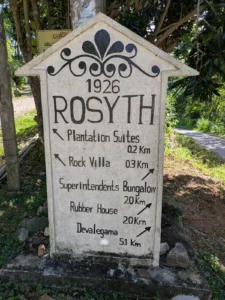 1926
ROSYTH
Plantation Suites
0.2 Km
Rock Villa 0.3 Km
Superintendents Bungalow
2.0 Km
Rubber House
2.0 Km
Devalegama
5.1 Km